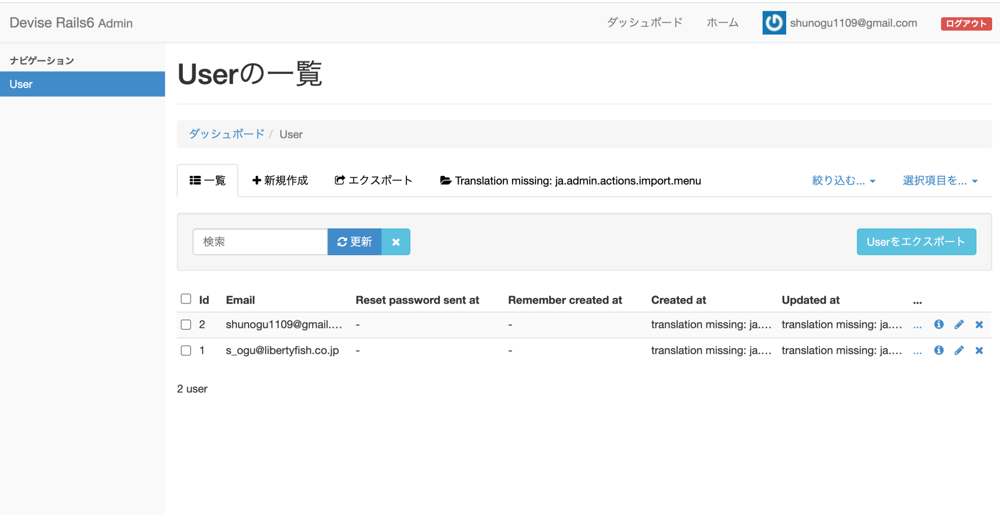 Devise Rails6 Admin
ダッシュボード
ホーム
shunogu1109@gmail.com
ログアウト
ナビゲーション
User
Userの一覧
ダッシュボード / User
一覧
新規作成
エクスポート
Translation missing: ja.admin.actions.import.menu
絞り込む...
選択項目を...
検索
更新
Userをエクスポート
Id Email Reset password sent at Remember created at Created at Updated at ...
2 shunogu1109@gmail.... - - translation missing: ja.... translation missing: ja.... ...
1 s_ogu@libertyfish.co.jp - - translation missing: ja.... translation missing: ja.... ...
2 user